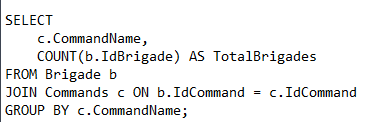 SELECT
    c.CommandName,
    COUNT(b.IdBrigade) AS TotalBrigades
FROM Brigade b
JOIN Commands c ON b.IdCommand = c.IdCommand
GROUP BY c.CommandName;